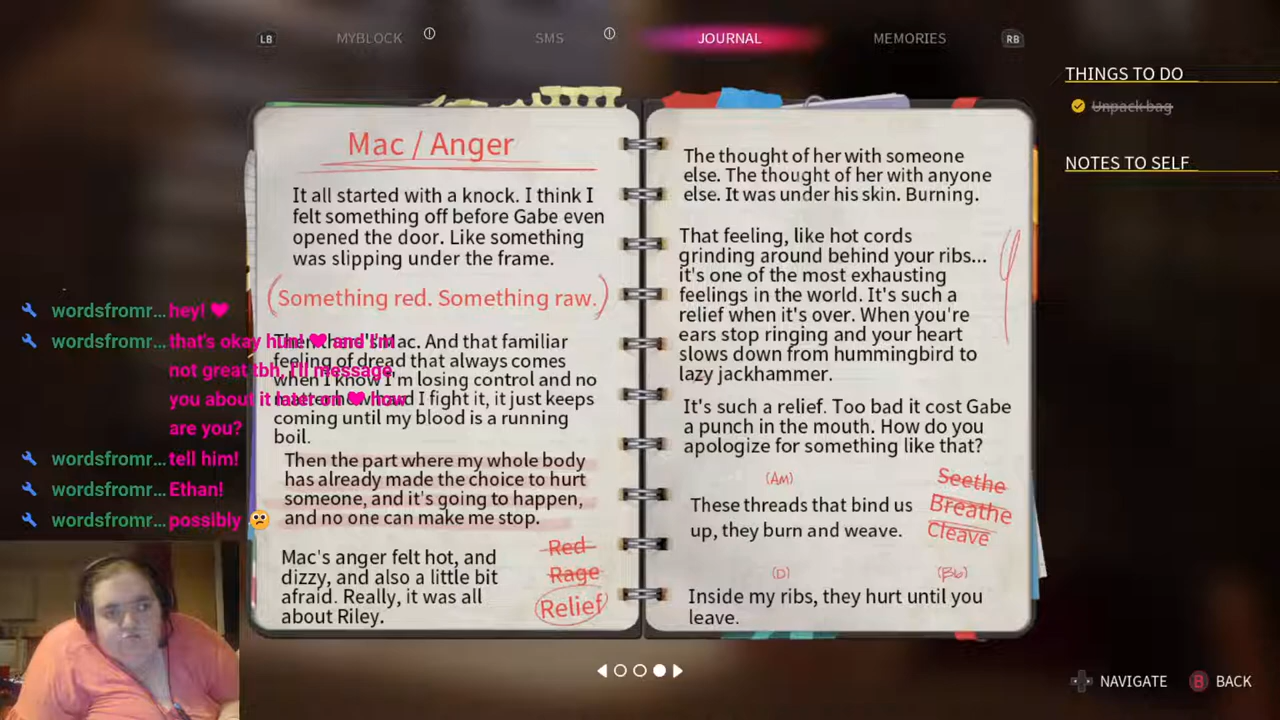 LB
MYBLOCK
SMS
JOURNAL
MEMORIES
RB
THINGS TO DO
Unpack bag
NOTES TO SELF
Mac / Anger
It all started with a knock. I think I
felt something off before Gabe even
opened the door. Like something
was slipping under the frame.
(Something red. Something raw.)
Mac. And that familiar
feeling of dread that always comes
when I know I'm losing control and no
I fight it, it just keeps
coming until my blood is a running
boil.
Then the part where my whole body
has already made the choice to hurt
someone, and it's going to happen,
and no one can make me stop.
Mac's anger felt hot, and
dizzy, and also a little bit
afraid. Really, it was all
about Riley.
Red
Rage
Relief
The thought of her with someone
else. The thought of her with anyone
else. It was under his skin. Burning.
That feeling, like hot cords
grinding around behind your ribs...
it's one of the most exhausting
feelings in the world. It's such a
relief when it's over. When you're
ears stop ringing and your heart
slows down from hummingbird to
lazy jackhammer.
It's such a relief. Too bad it cost Gabe
a punch in the mouth. How do you
apologize for something like that?
(Am)
These threads that bind us
up, they burn and weave.
Seethe
Breathe
Cleave
(D)
(Bb)
Inside my ribs, they hurt until you
leave.
wordsfromr... hey! ♥
wordsfromr... that's okay hun! ♥ and I'm
not great tbh, I'll message
you about it later on ♥ how
are you?
wordsfromr... tell him!
wordsfromr... Ethan!
wordsfromr... possibly 🥺
NAVIGATE
B BACK